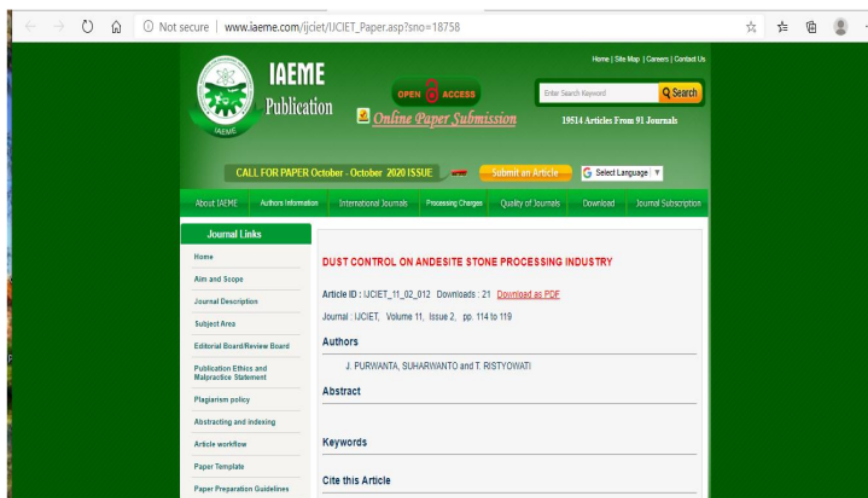 Not secure | www.iaeme.com/ijciet/IJCIET_Paper.asp?sno=18758
Home | Site Map | Careers | Contact Us
IAEME
Publication
IAEME
OPEN ACCESS
Enter Search Keyword
Search
Online Paper Submission
19514 Articles From 91 Journals
CALL FOR PAPER October - October 2020 ISSUE
Submit an Article
Select Language
About IAEME Authors Information International Journals Processing Charges Quality of Journals Download Journal Subscription
Journal Links
Home
Aim and Scope
Journal Description
Subject Area
Editorial Board/Review Board
Publication Ethics and
Malpractice Statement
Plagiarism policy
Abstracting and indexing
Article workflow
Paper Template
Paper Preparation Guidelines
DUST CONTROL ON ANDESITE STONE PROCESSING INDUSTRY
Article ID : IJCIET_11_02_012 Downloads : 21 Download as PDF
Journal : IJCIET, Volume 11, Issue 2, pp. 114 to 119
Authors
J. PURWANTA, SUHARWANTO and T. RISTYOWATI
Abstract
Keywords
Cite this Article